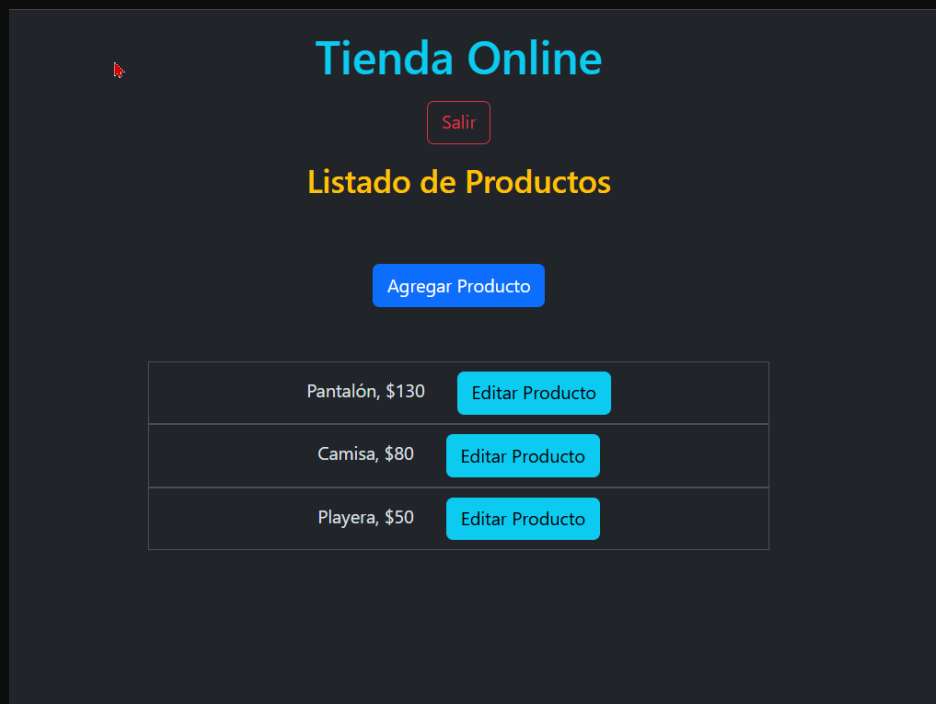 Tienda Online
Salir
Listado de Productos
Agregar Producto
Pantalón, $130 Editar Producto
Camisa, $80 Editar Producto
Playera, $50 Editar Producto